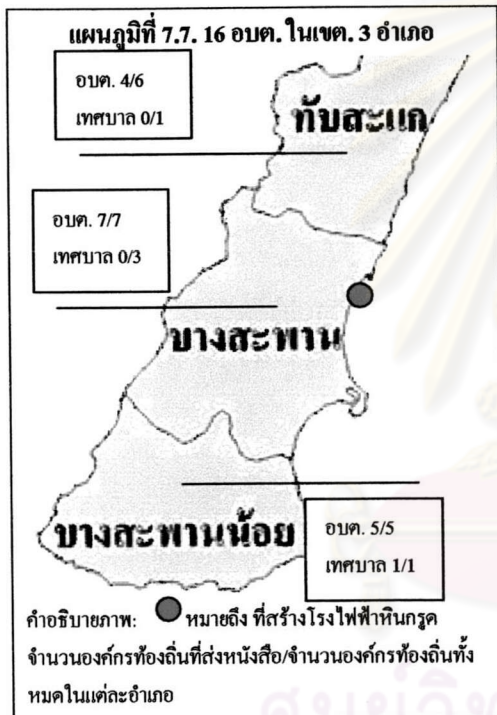 แผนภูมิที่ 7.7. 16 อบต. ในเขต. 3 อำเภอ
อบต. 4/6
เทศบาล 0/1
ทับสะแก
อบต. 7/7
เทศบาล 0/3
บางสะพาน
บางสะพานน้อย
อบต. 5/5
เทศบาล 1/1
คำอธิบายภาพ: หมายถึง ที่สร้างโรงไฟฟ้าหินกรูด
จำนวนองค์กรท้องถิ่นที่ส่งหนังสือ/จำนวนองค์กรท้องถิ่นทั้ง
หมดในแต่ละอำเภอ